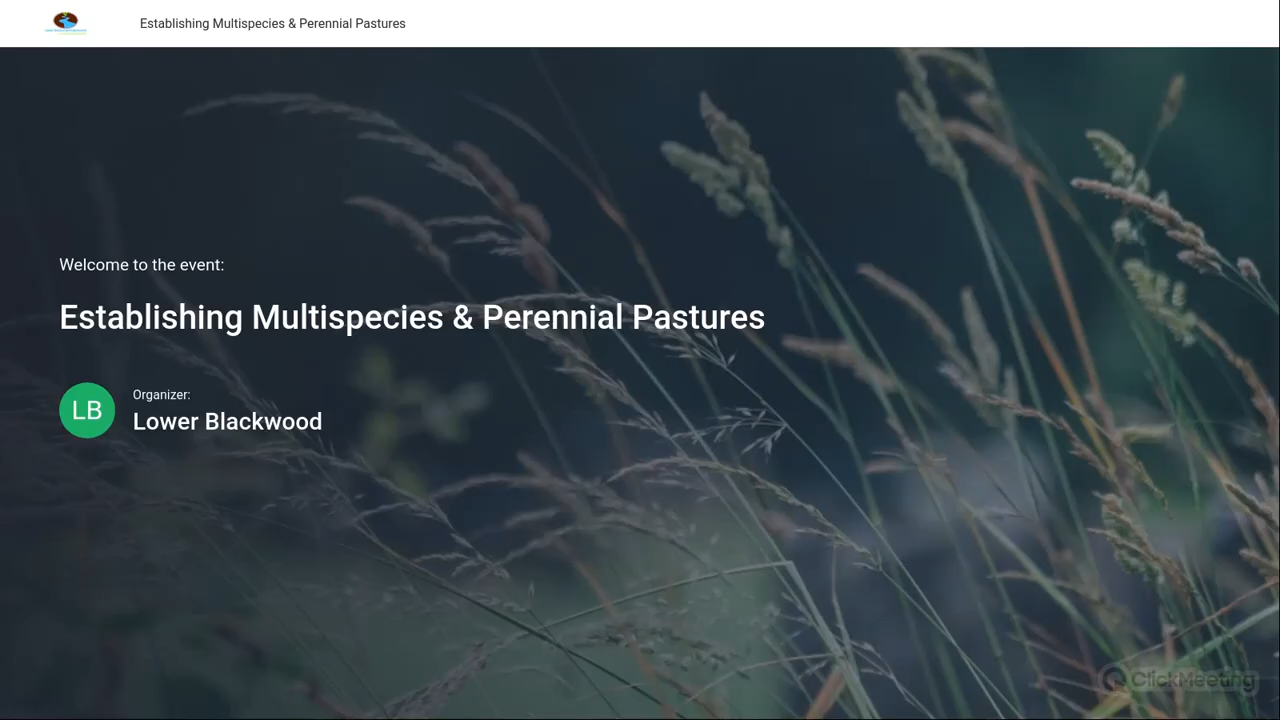 Establishing Multispecies & Perennial Pastures
Welcome to the event:
Establishing Multispecies & Perennial Pastures
LB
Organizer:
Lower Blackwood
ClickMeeting